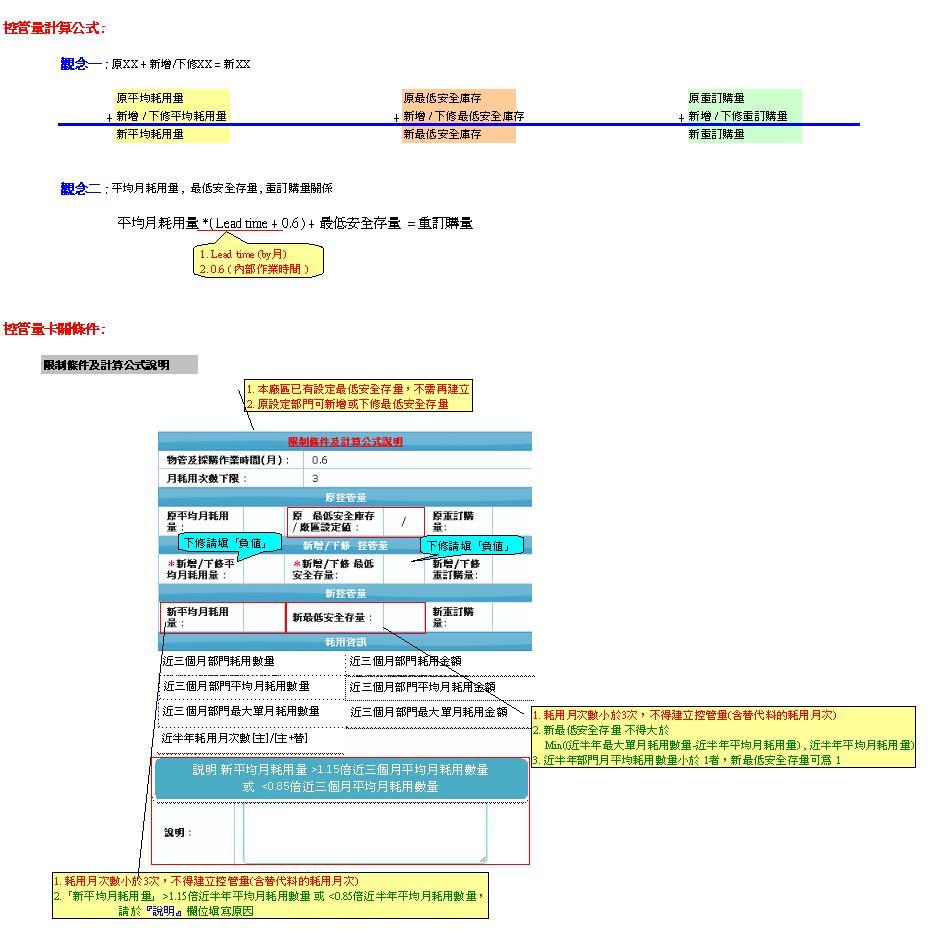 控管量計算公式:
觀念一 : 原XX + 新增/下修XX = 新XX
原平均耗用量
+ 新增 / 下修平均耗用量
新平均耗用量
原最低安全庫存
+ 新增 / 下修最低安全庫存
新最低安全庫存
原重訂購量
+ 新增 / 下修重訂購量
新重訂購量
觀念二 : 平均月耗用量 , 最低安全存量 , 重訂購量關係
平均月耗用量 *( Lead time + 0.6 ) + 最低安全存量 = 重訂購量
1. Lead time (by月)
2. 0.6 ( 內部作業時間 )
控管量卡關條件:
限制條件及計算公式說明
1. 本廠區已有設定最低安全存量，不需再建立
2. 原設定部門可新增或下修最低安全存量
限制條件及計算公式說明
物管及採購作業時間(月)： 0.6
月耗用次數下限： 3
原控管量
原平均月耗用量：
原 最低安全庫存 / 廠區設定值： /
原重訂購量：
下修請填「負值」
新增/下修 控管量
下修請填「負值」
*新增/下修平均月耗用量：
*新增/下修 最低安全存量：
新增/下修重訂購量：
新控管量
新平均月耗用量：
新最低安全存量：
新重訂購量：
耗用資訊
近三個月部門耗用數量 近三個月部門耗用金額
近三個月部門平均月耗用數量 近三個月部門平均月耗用金額
近三個月部門最大單月耗用數量 近三個月部門最大單月耗用金額
近半年耗用月次數[主]/[主+替]
1. 耗用月次數小於3次，不得建立控管量(含替代料的耗用月次)
2. 新最低安全存量 不得大於
Min((近半年最大單月耗用數量-近半年平均月耗用量) , 近半年平均月耗用量)
3. 近半年部門月平均耗用數量小於 1者，新最低安全存量可為 1
說明 新平均月耗用量 >1.15倍近三個月平均月耗用數量
或 <0.85倍近三個月平均月耗用數量
說明：
1. 耗用月次數小於3次，不得建立控管量(含替代料的耗用月次)
2.「新平均月耗用量」>1.15倍近半年平均月耗用數量 或 <0.85倍近半年平均月耗用數量，
請於『說明』欄位填寫原因